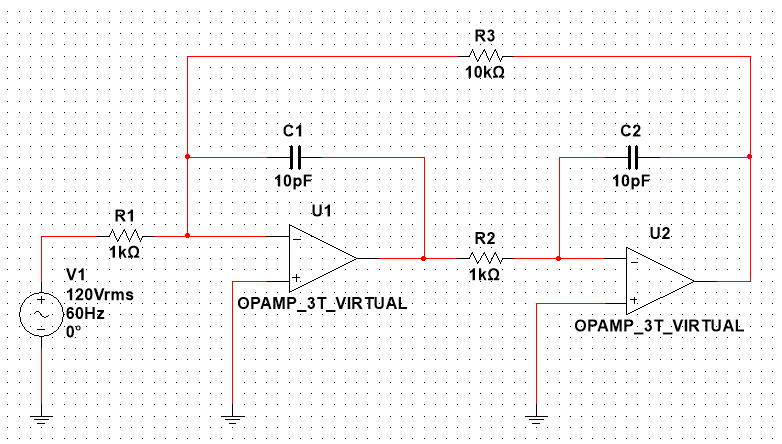 R3
10kΩ
C1
10pF
C2
10pF
R1
1kΩ
U1
R2
1kΩ
U2
V1
120Vrms
60Hz
0°
OPAMP_3T_VIRTUAL
OPAMP_3T_VIRTUAL